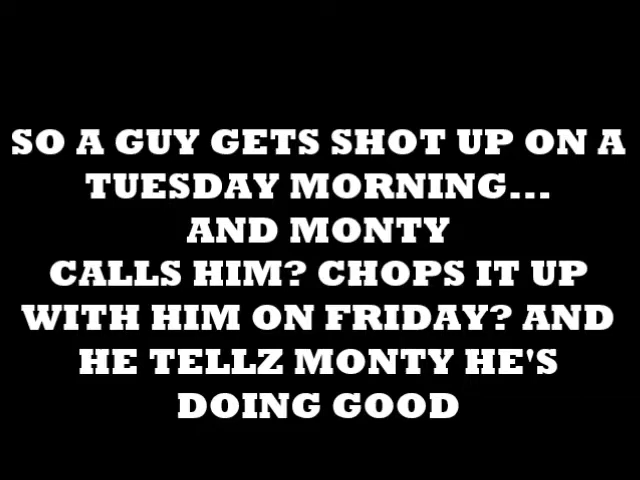 SO A GUY GETS SHOT UP ON A
TUESDAY MORNING...
AND MONTY
CALLS HIM? CHOPS IT UP
WITH HIM ON FRIDAY? AND
HE TELLZ MONTY HE'S
DOING GOOD